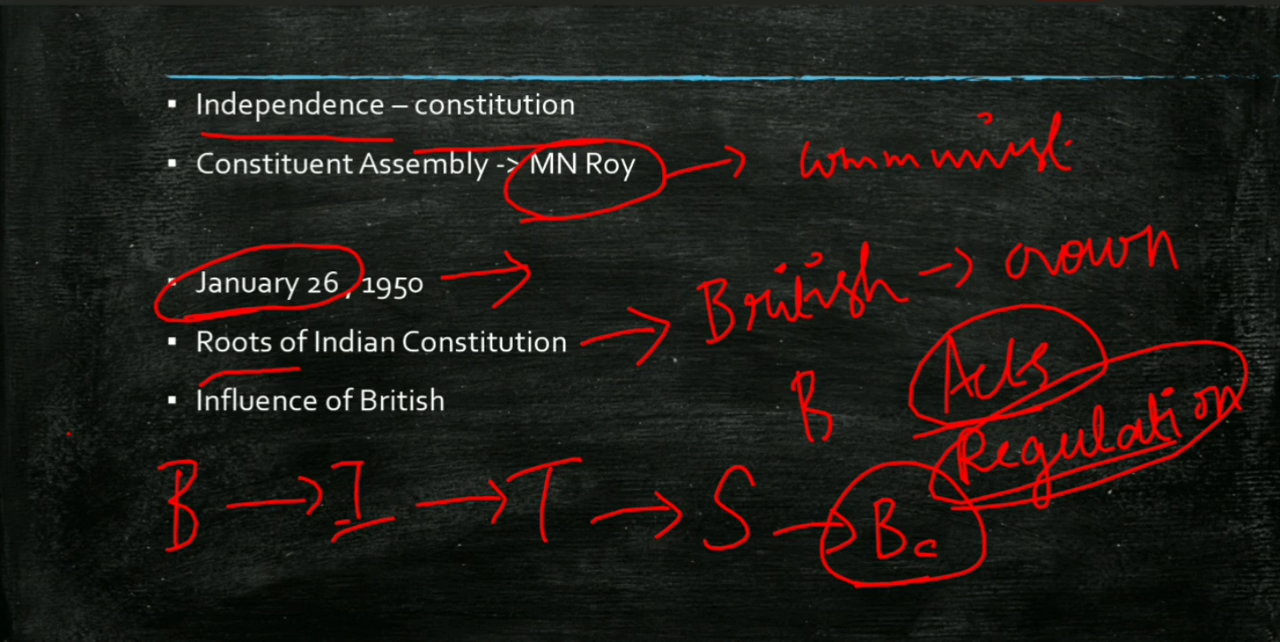 ▪ Independence – constitution
▪ Constituent Assembly -> MN Roy → communist
▪ January 26, 1950 →
▪ Roots of Indian Constitution → British → crown
▪ Influence of British
B Acts
Regulation
B → I → T → S → Bc